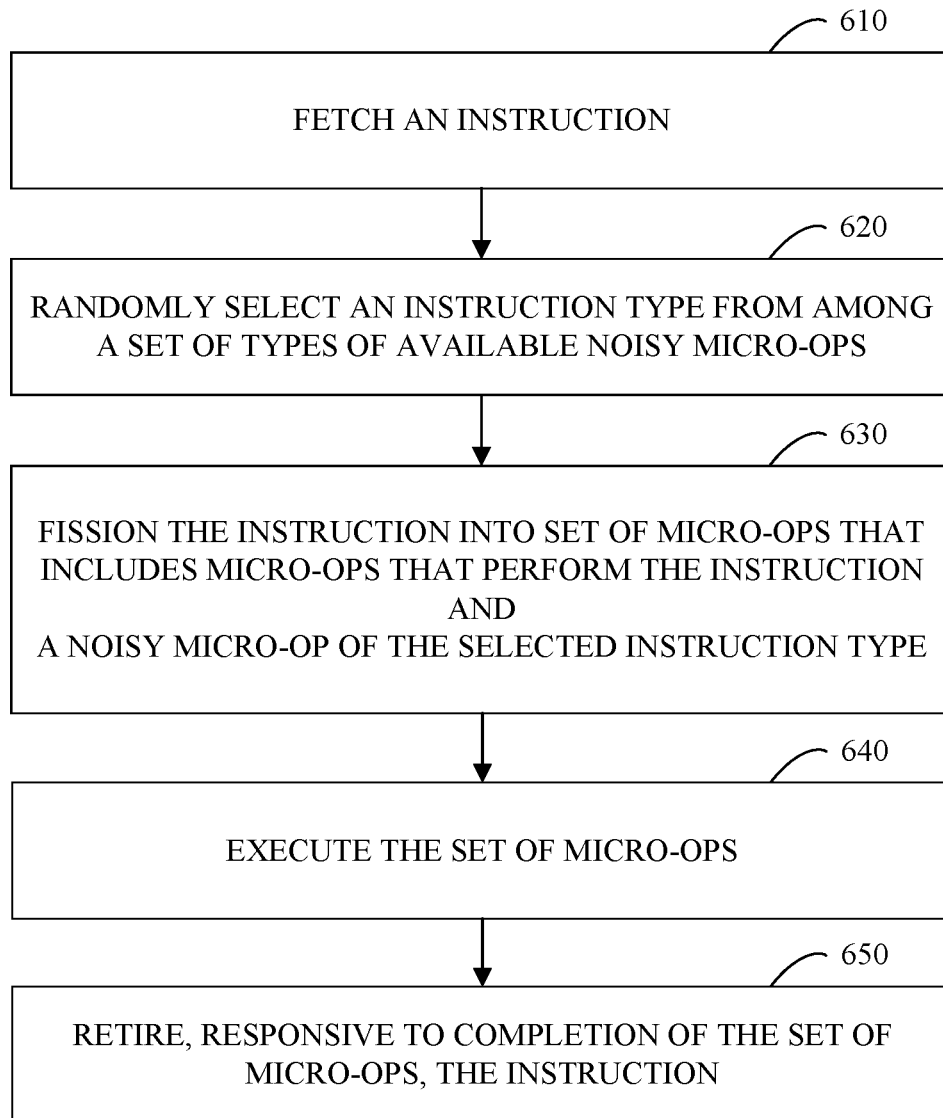 610
FETCH AN INSTRUCTION
620
RANDOMLY SELECT AN INSTRUCTION TYPE FROM AMONG
A SET OF TYPES OF AVAILABLE NOISY MICRO-OPS
630
FISSION THE INSTRUCTION INTO SET OF MICRO-OPS THAT
INCLUDES MICRO-OPS THAT PERFORM THE INSTRUCTION
AND
A NOISY MICRO-OP OF THE SELECTED INSTRUCTION TYPE
640
EXECUTE THE SET OF MICRO-OPS
650
RETIRE, RESPONSIVE TO COMPLETION OF THE SET OF
MICRO-OPS, THE INSTRUCTION